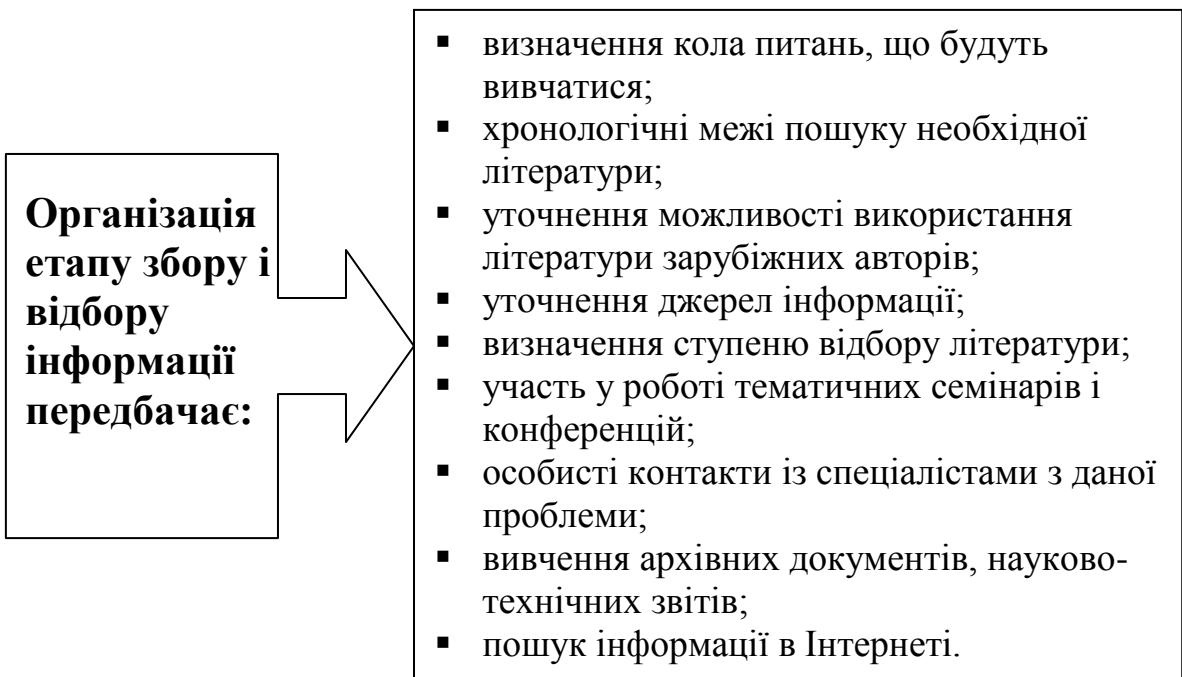 Організація
етапу збору і
відбору
інформації
передбачає:
▪ визначення кола питань, що будуть
вивчатися;
▪ хронологічні межі пошуку необхідної
літератури;
▪ уточнення можливості використання
літератури зарубіжних авторів;
▪ уточнення джерел інформації;
▪ визначення ступеню відбору літератури;
▪ участь у роботі тематичних семінарів і
конференцій;
▪ особисті контакти із спеціалістами з даної
проблеми;
▪ вивчення архівних документів, науково-
технічних звітів;
▪ пошук інформації в Інтернеті.